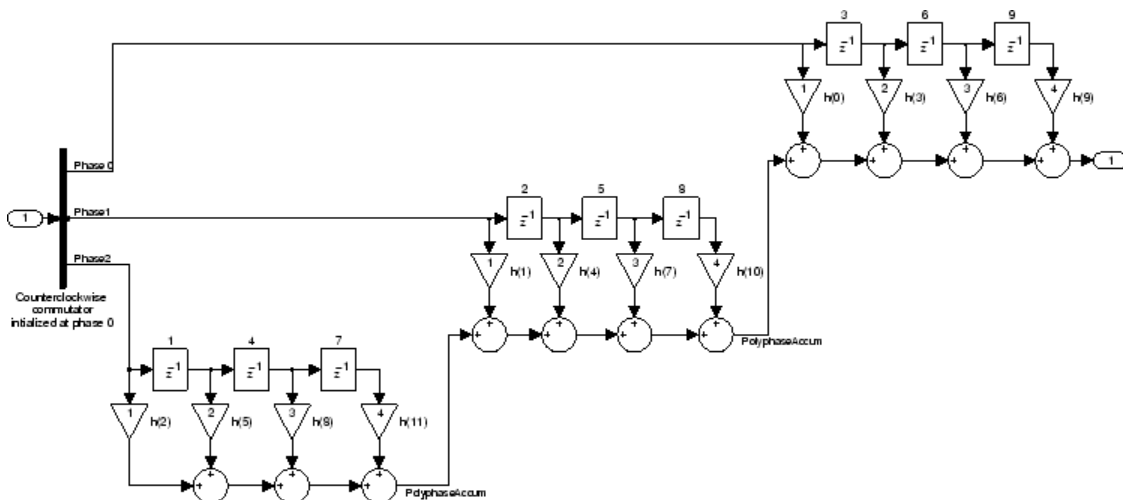 3 6 9
z⁻¹ z⁻¹ z⁻¹
1 h(0) 2 h(3) 3 h(6) 4 h(9)
+ + + +
+ + + + 1
Phase 0
2 5 8
1 Phase1 z⁻¹ z⁻¹ z⁻¹
Phase2
1 h(1) 2 h(4) 3 h(7) 4 h(10)
Counterclockwise
commutator
intialized at phase 0
+ + + +
+ + + + PolyphaseAccum
1 4 7
z⁻¹ z⁻¹ z⁻¹
1 h(2) 2 h(5) 3 h(8) 4 h(11)
+ + +
+ + + PolyphaseAccum